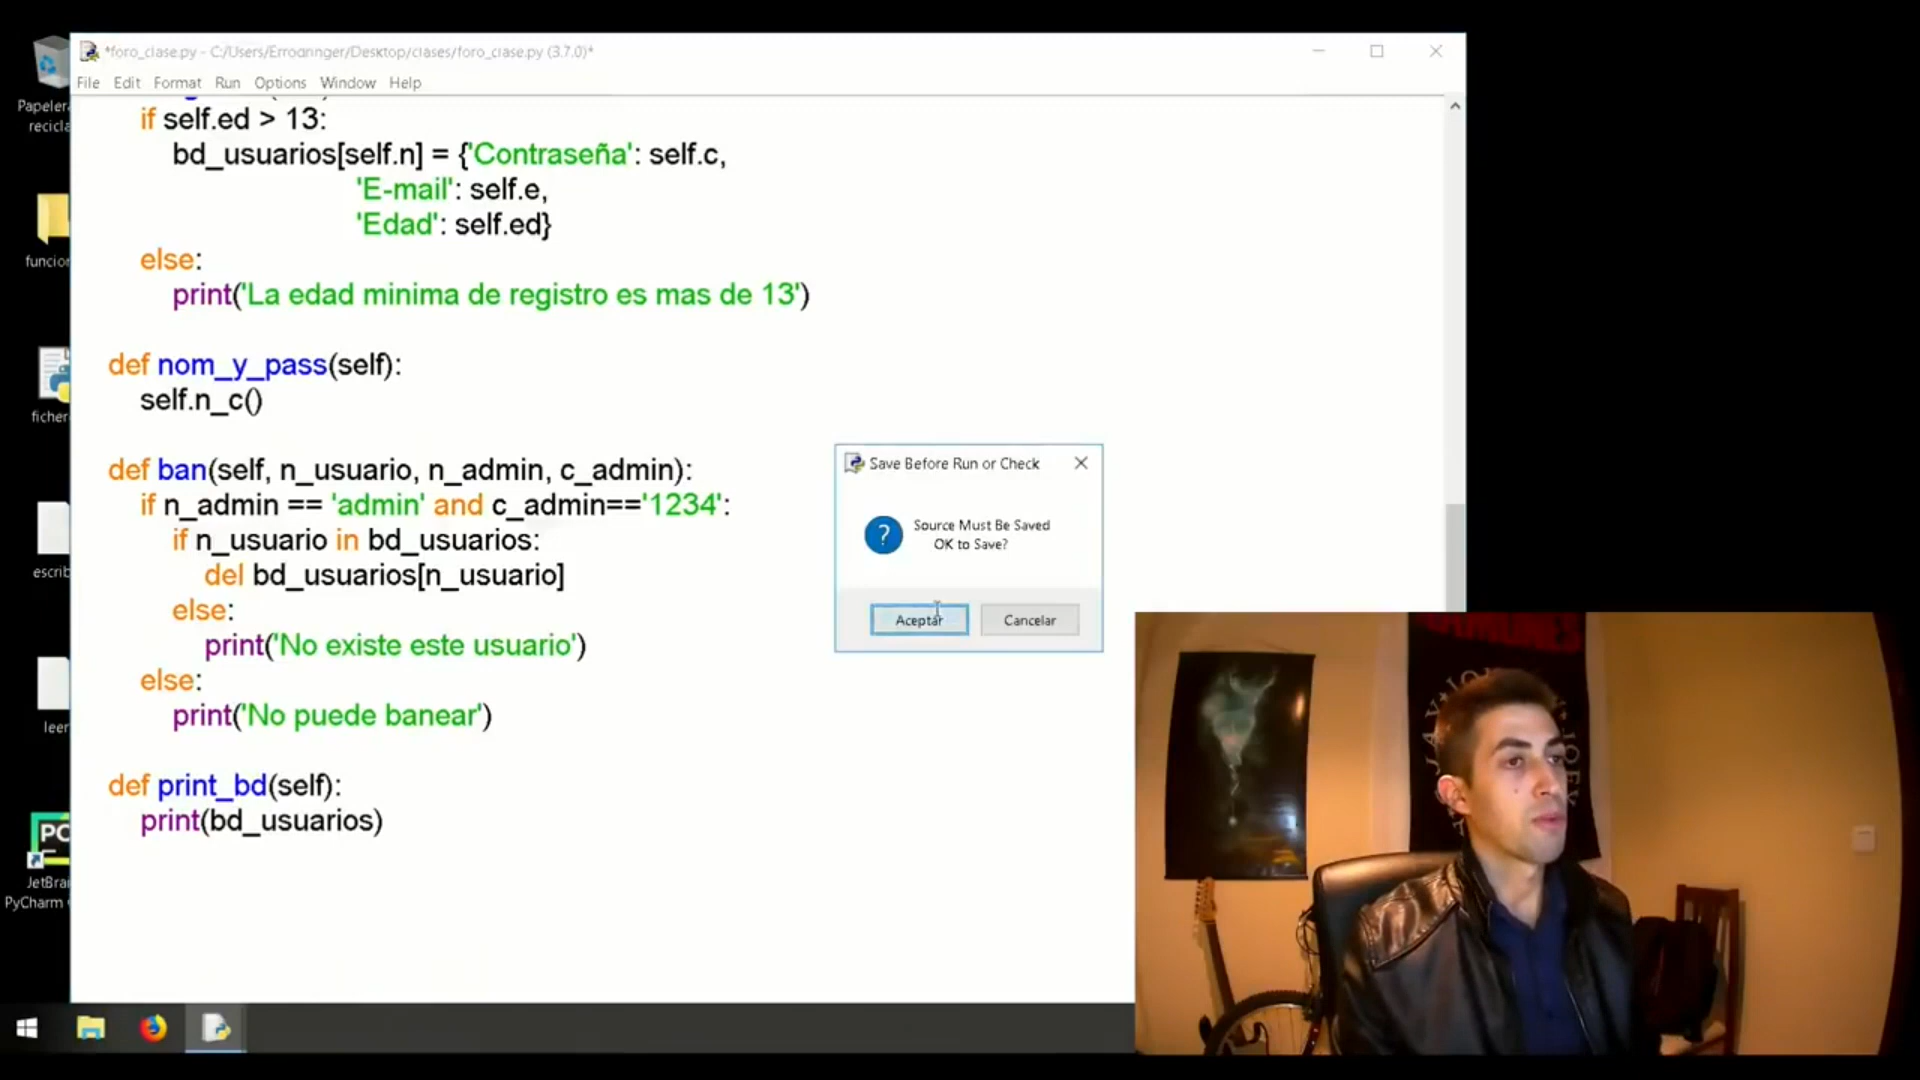 *foro_clase.py - C:/Users/Erroannger/Desktop/clases/foro_clase.py (3.7.0)*
File Edit Format Run Options Window Help
if self.ed > 13:
bd_usuarios[self.n] = {'Contraseña': self.c,
'E-mail': self.e,
'Edad': self.ed}
else:
print('La edad minima de registro es mas de 13')
def nom_y_pass(self):
self.n_c()
def ban(self, n_usuario, n_admin, c_admin):
if n_admin == 'admin' and c_admin=='1234':
if n_usuario in bd_usuarios:
del bd_usuarios[n_usuario]
else:
print('No existe este usuario')
else:
print('No puede banear')
def print_bd(self):
print(bd_usuarios)
Save Before Run or Check
Source Must Be Saved
OK to Save?
Aceptar Cancelar
Papeler
recicla
funcion
ficher
escrib
leer
PC
JetBrai
PyCharm